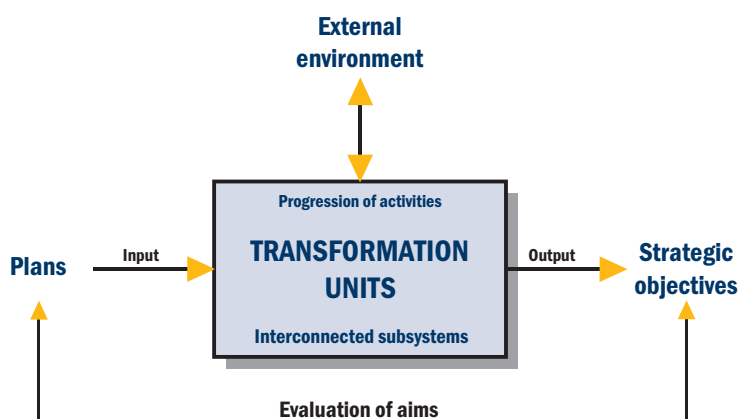 External
environment
Progression of activities
Plans
Input
TRANSFORMATION
UNITS
Output
Strategic
objectives
Interconnected subsystems
Evaluation of aims